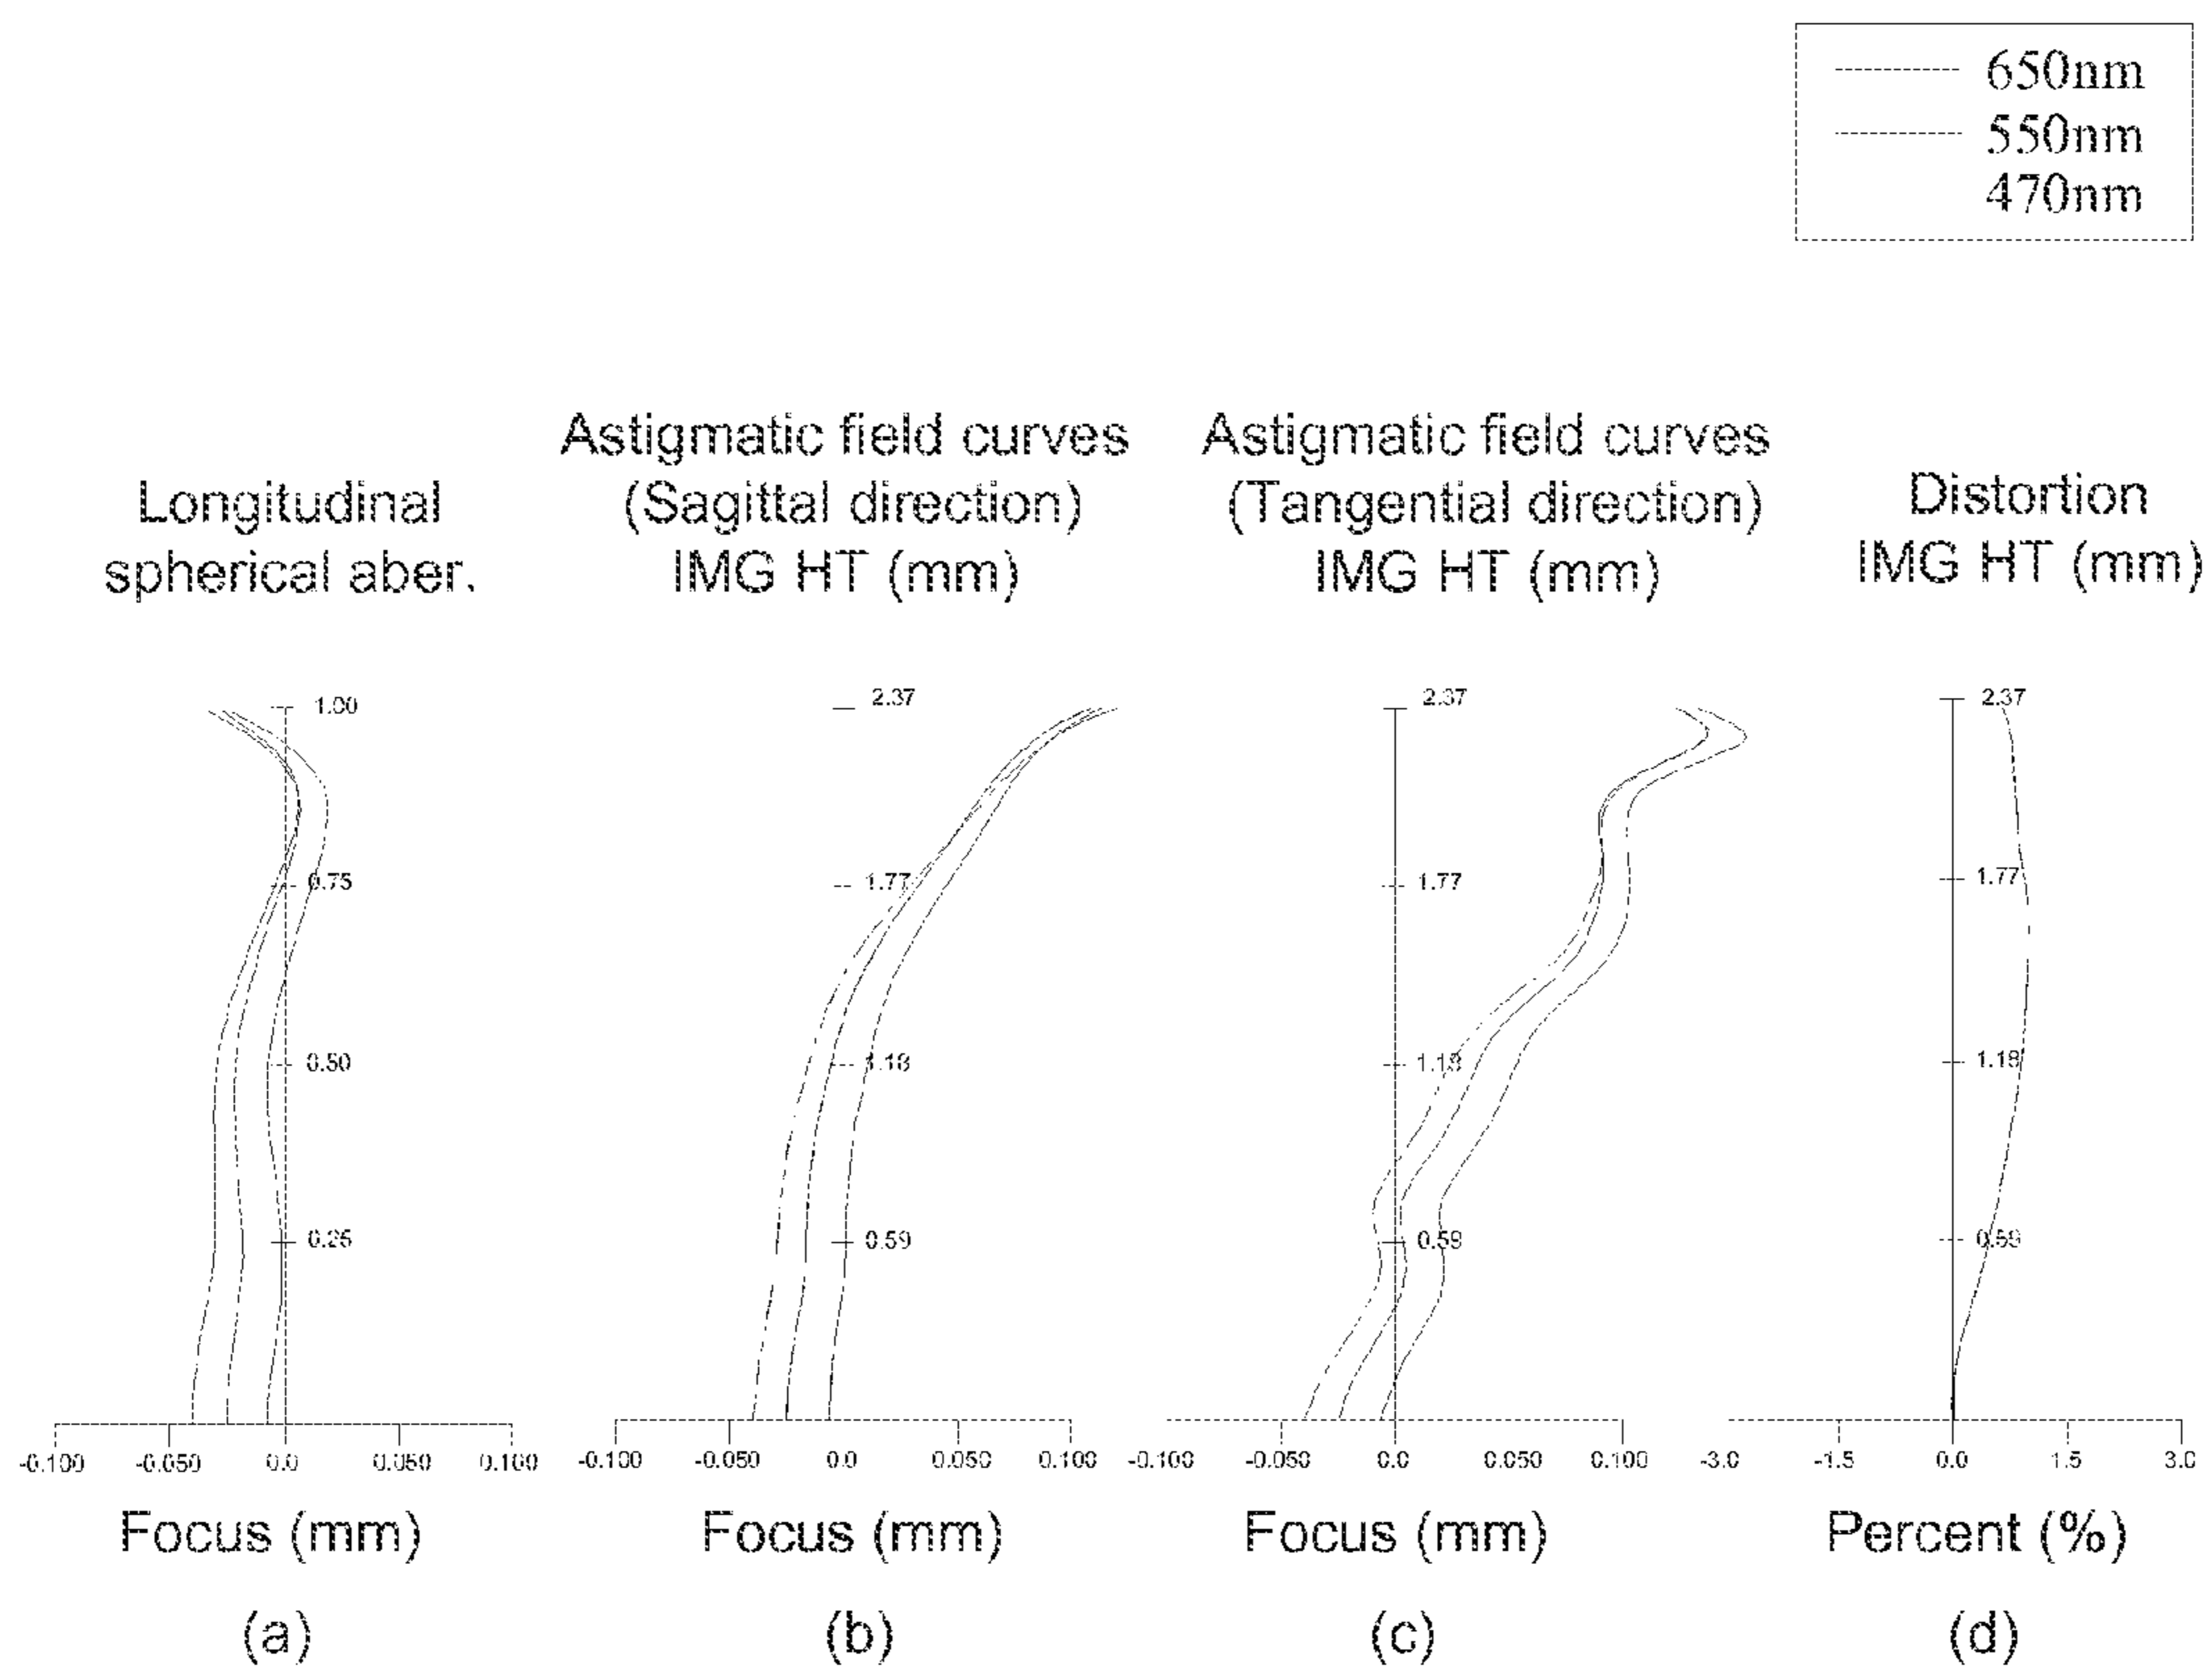 650nm
550nm
470nm
Longitudinal
spherical aber.
Astigmatic field curves
(Sagittal direction)
IMG HT (mm)
Astigmatic field curves
(Tangential direction)
IMG HT (mm)
Distortion
IMG HT (mm)
1.00
0.75
0.50
0.25
-0.100 -0.050 0.0 0.050 0.100
Focus (mm)
(a)
2.37
1.77
1.18
0.59
-0.100 -0.050 0.0 0.050 0.100
Focus (mm)
(b)
2.37
1.77
1.18
0.59
-0.100 -0.050 0.0 0.050 0.100
Focus (mm)
(c)
2.37
1.77
1.18
0.59
-3.0 -1.5 0.0 1.5 3.0
Percent (%)
(d)